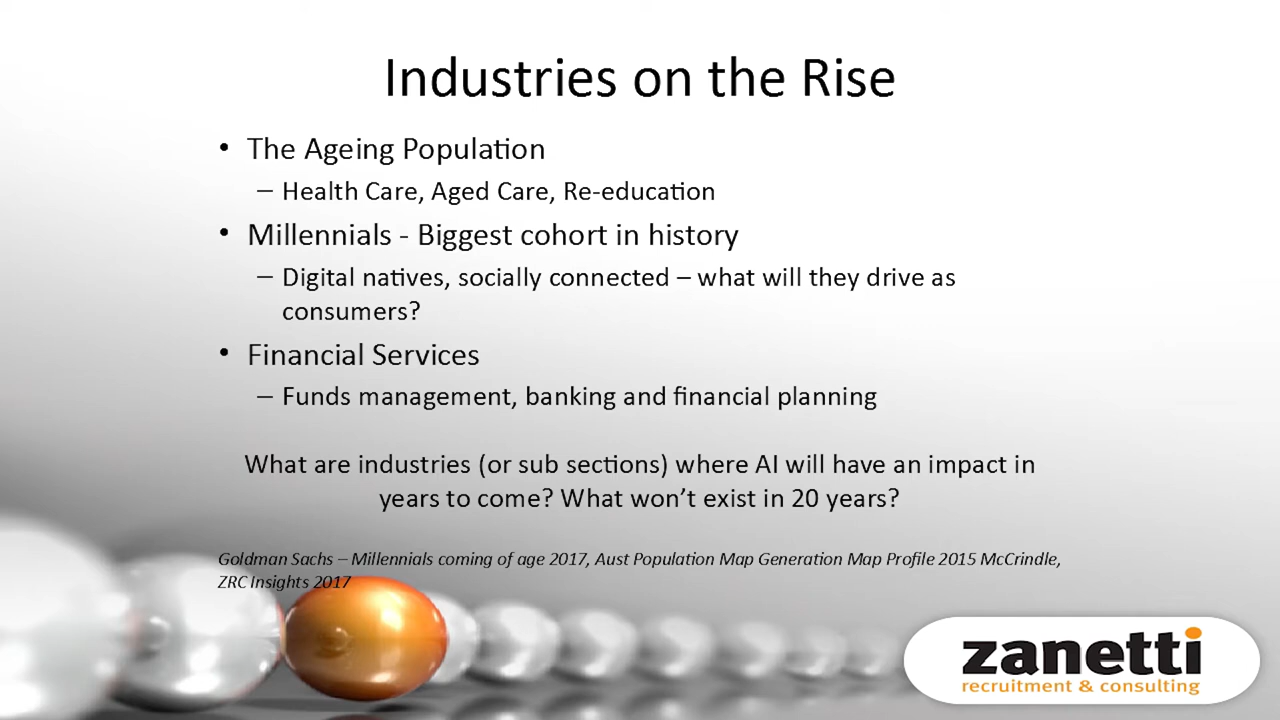 Industries on the Rise
• The Ageing Population
– Health Care, Aged Care, Re-education
• Millennials - Biggest cohort in history
– Digital natives, socially connected – what will they drive as
consumers?
• Financial Services
– Funds management, banking and financial planning
What are industries (or sub sections) where AI will have an impact in
years to come? What won’t exist in 20 years?
Goldman Sachs – Millennials coming of age 2017, Aust Population Map Generation Map Profile 2015 McCrindle,
ZRC Insights 2017
zanetti
recruitment & consulting